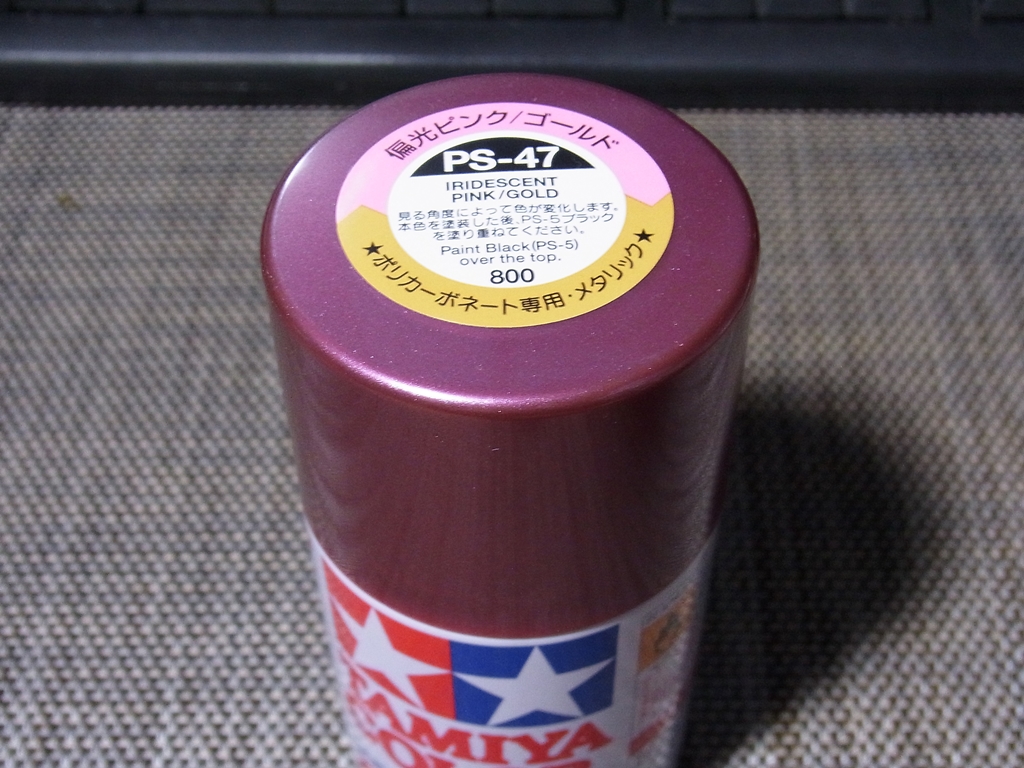 偏光ピンク/ゴールド
PS-47
IRIDESCENT
PINK/GOLD
見る角度によって色が変化します。
本色を塗装した後、PS-5ブラック
を塗り重ねてください。
Paint Black(PS-5)
over the top.
800
★ポリカーボネート専用・メタリック★
TAMIYA